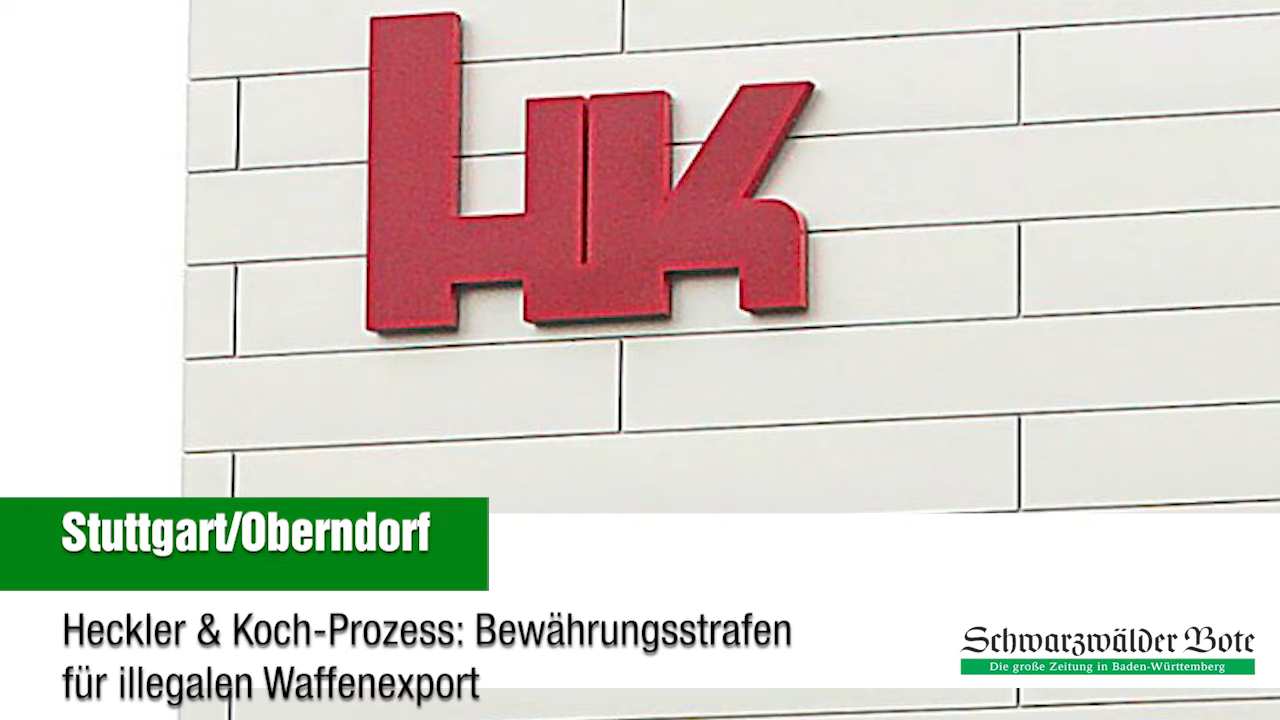 HK
Stuttgart/Oberndorf
Heckler & Koch-Prozess: Bewährungsstrafen
für illegalen Waffenexport
Schwarzwälder Bote
Die große Zeitung in Baden-Württemberg